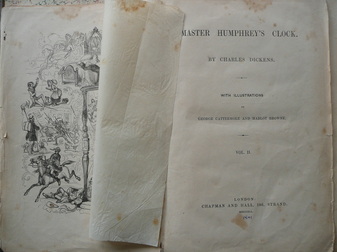 MASTER HUMPHREY'S CLOCK.
BY CHARLES DICKENS.
WITH ILLUSTRATIONS
BY
GEORGE CATTERMOLE AND HABLOT BROWNE.
VOL. II.
LONDON:
CHAPMAN AND HALL, 186, STRAND.